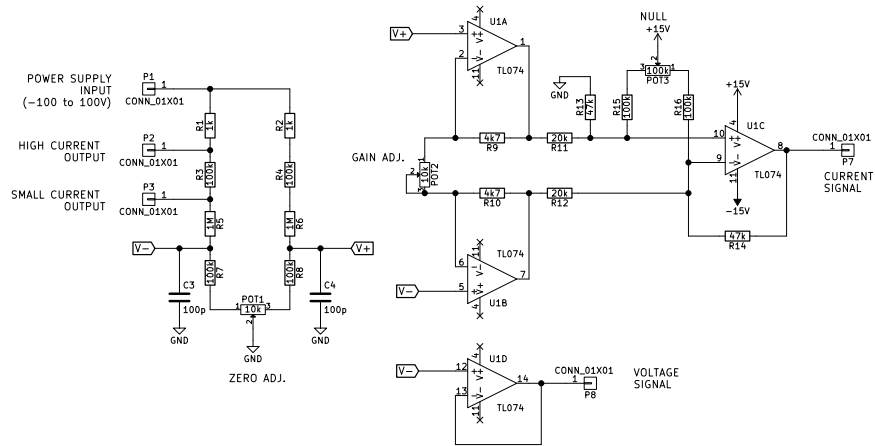 POWER SUPPLY
INPUT
(-100 to 100V)
P1
1
CONN_01X01
HIGH CURRENT
OUTPUT
P2
1
CONN_01X01
SMALL CURRENT
OUTPUT
P3
1
CONN_01X01
R1
1k
R2
1k
R3
100k
R4
100k
R5
1M
R6
1M
V-
V+
R7
100k
R8
100k
C3
100p
GND
C4
100p
GND
POT1
1
10k
3
2
GND
ZERO ADJ.
V+
3
2
4
11
1
+
-
V+
V-
U1A
TL074
GAIN ADJ.
1
10k
2
3
POT2
4k7
R9
20k
R11
4k7
R10
20k
R12
GND
R13
47k
NULL
+15V
2
3
100k
1
POT3
R15
100k
R16
100k
+15V
4
10
9
8
11
+
-
V+
V-
U1C
TL074
-15V
47k
R14
CONN_01X01
1
P7
CURRENT
SIGNAL
V-
6
5
11
4
7
-
+
V-
V+
TL074
U1B
V-
12
13
4
11
14
+
-
V+
V-
U1D
TL074
CONN_01X01
1
P8
VOLTAGE
SIGNAL